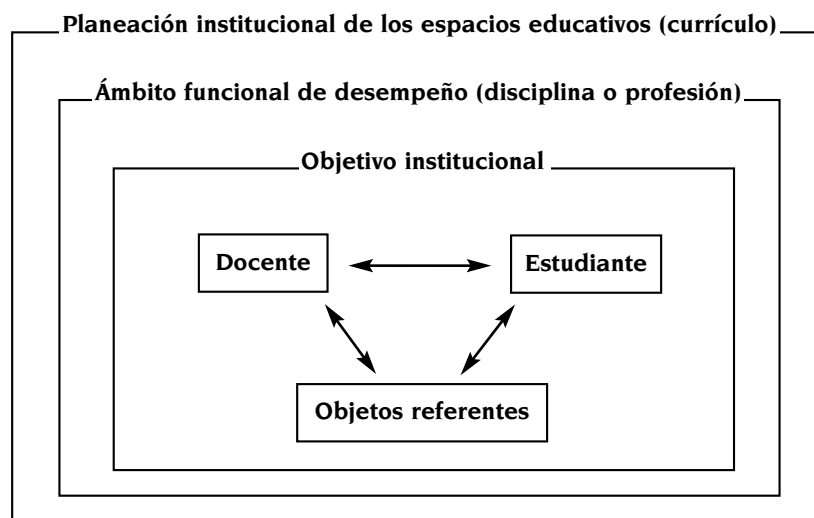 Planeación institucional de los espacios educativos (currículo)
Ámbito funcional de desempeño (disciplina o profesión)
Objetivo institucional
Docente
Estudiante
Objetos referentes